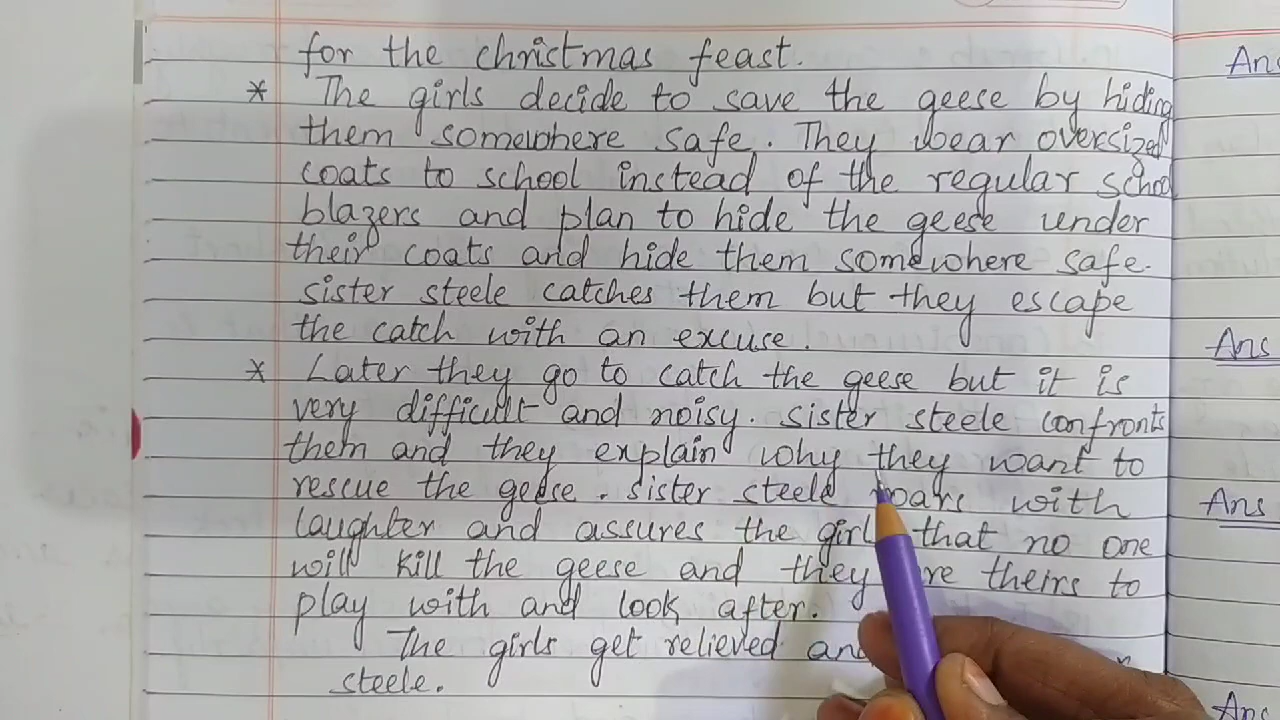 for the christmas feast.
* The girls decide to save the geese by hiding
them somewhere safe. They wear oversized
coats to school instead of the regular school
blazers and plan to hide the geese under
their coats and hide them somewhere safe.
sister steele catches them but they escape
the catch with an excuse.
* Later they go to catch the geese but it is
very difficult and noisy. sister steele confronts
them and they explain why they want to
rescue the geese. sister steele roars with
laughter and assures the girl that no one
will kill the geese and they are theirs to
play with and look after.
The girls get relieved and
steele.
Ans
Ans
Ans
Ans